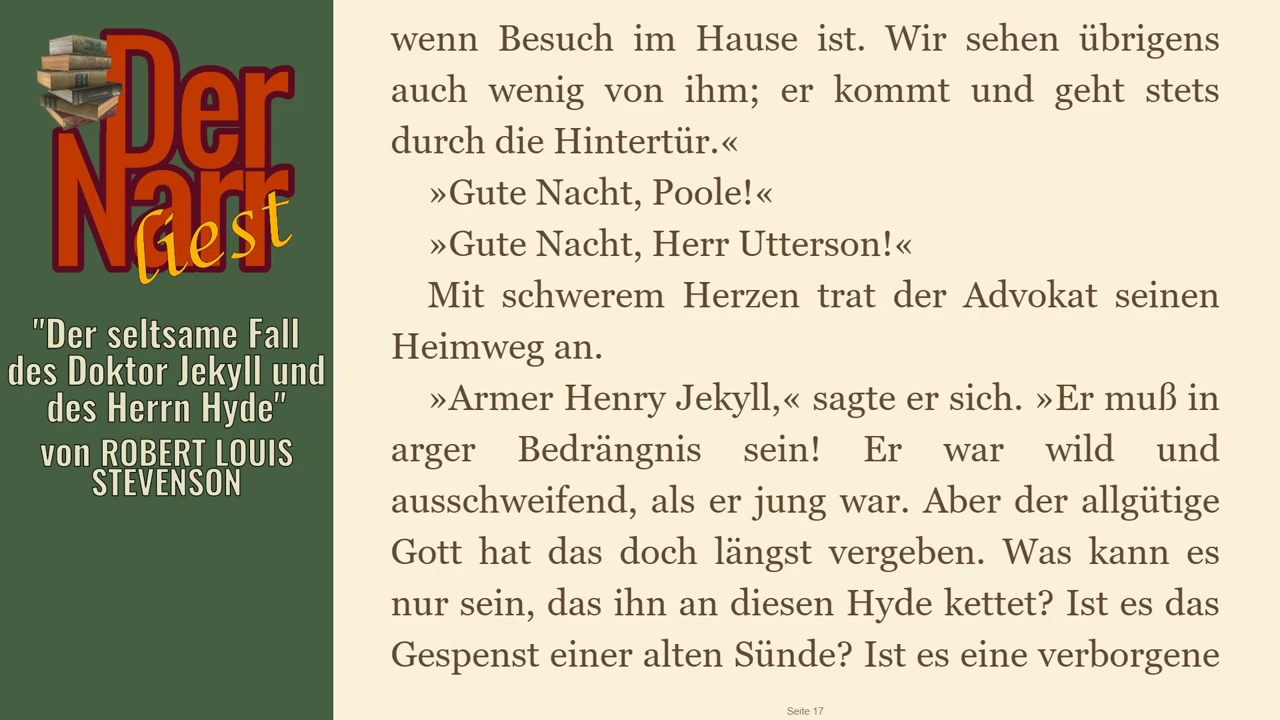 Der
Narr
liest
"Der seltsame Fall
des Doktor Jekyll und
des Herrn Hyde"
von ROBERT LOUIS
STEVENSON
wenn Besuch im Hause ist. Wir sehen übrigens
auch wenig von ihm; er kommt und geht stets
durch die Hintertür.«
»Gute Nacht, Poole!«
»Gute Nacht, Herr Utterson!«
Mit schwerem Herzen trat der Advokat seinen
Heimweg an.
»Armer Henry Jekyll,« sagte er sich. »Er muß in
arger Bedrängnis sein! Er war wild und
ausschweifend, als er jung war. Aber der allgütige
Gott hat das doch längst vergeben. Was kann es
nur sein, das ihn an diesen Hyde kettet? Ist es das
Gespenst einer alten Sünde? Ist es eine verborgene
Seite 17